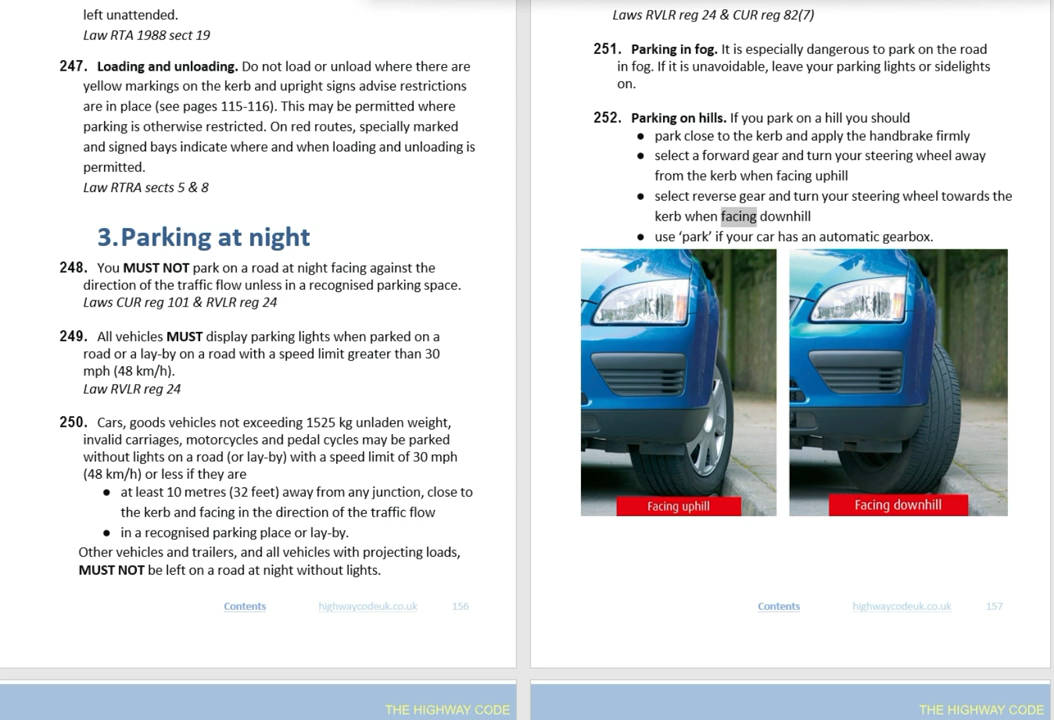 left unattended.
Law RTA 1988 sect 19
247. Loading and unloading. Do not load or unload where there are
yellow markings on the kerb and upright signs advise restrictions
are in place (see pages 115-116). This may be permitted where
parking is otherwise restricted. On red routes, specially marked
and signed bays indicate where and when loading and unloading is
permitted.
Law RTRA sects 5 & 8
3.Parking at night
248. You MUST NOT park on a road at night facing against the
direction of the traffic flow unless in a recognised parking space.
Laws CUR reg 101 & RVLR reg 24
249. All vehicles MUST display parking lights when parked on a
road or a lay-by on a road with a speed limit greater than 30
mph (48 km/h).
Law RVLR reg 24
250. Cars, goods vehicles not exceeding 1525 kg unladen weight,
invalid carriages, motorcycles and pedal cycles may be parked
without lights on a road (or lay-by) with a speed limit of 30 mph
(48 km/h) or less if they are
● at least 10 metres (32 feet) away from any junction, close to
the kerb and facing in the direction of the traffic flow
● in a recognised parking place or lay-by.
Other vehicles and trailers, and all vehicles with projecting loads,
MUST NOT be left on a road at night without lights.
Contents highwaycodeuk.co.uk 156
Laws RVLR reg 24 & CUR reg 82(7)
251. Parking in fog. It is especially dangerous to park on the road
in fog. If it is unavoidable, leave your parking lights or sidelights
on.
252. Parking on hills. If you park on a hill you should
● park close to the kerb and apply the handbrake firmly
● select a forward gear and turn your steering wheel away
from the kerb when facing uphill
● select reverse gear and turn your steering wheel towards the
kerb when facing downhill
● use ‘park’ if your car has an automatic gearbox.
Facing uphill
Facing downhill
Contents highwaycodeuk.co.uk 157
THE HIGHWAY CODE
THE HIGHWAY CODE